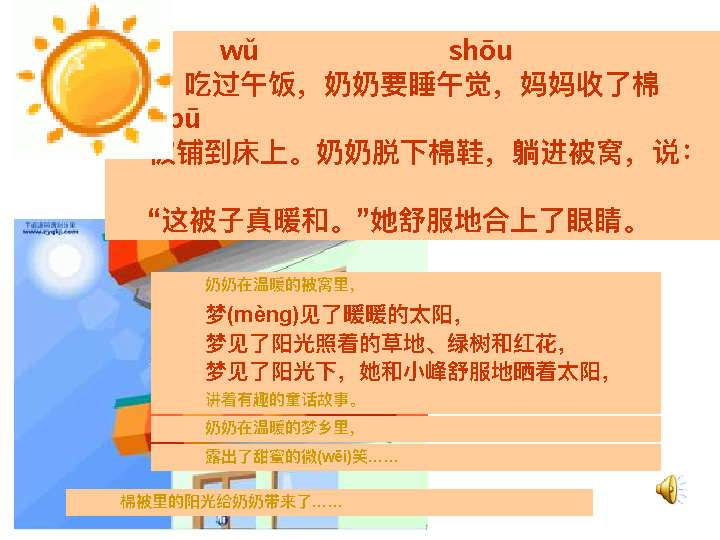 wǔ shōu
吃过午饭，奶奶要睡午觉，妈妈收了棉
pū
被铺到床上。奶奶脱下棉鞋，躺进被窝，说：
“这被子真暖和。”她舒服地合上了眼睛。
www.zyqkj.com
奶奶在温暖的被窝里，
梦(mèng)见了暖暖的太阳，
梦见了阳光照着的草地、绿树和红花，
梦见了阳光下，她和小峰舒服地晒着太阳，
讲着有趣的童话故事。
奶奶在温暖的梦乡里，
露出了甜蜜的微(wēi)笑……
棉被里的阳光给奶奶带来了……